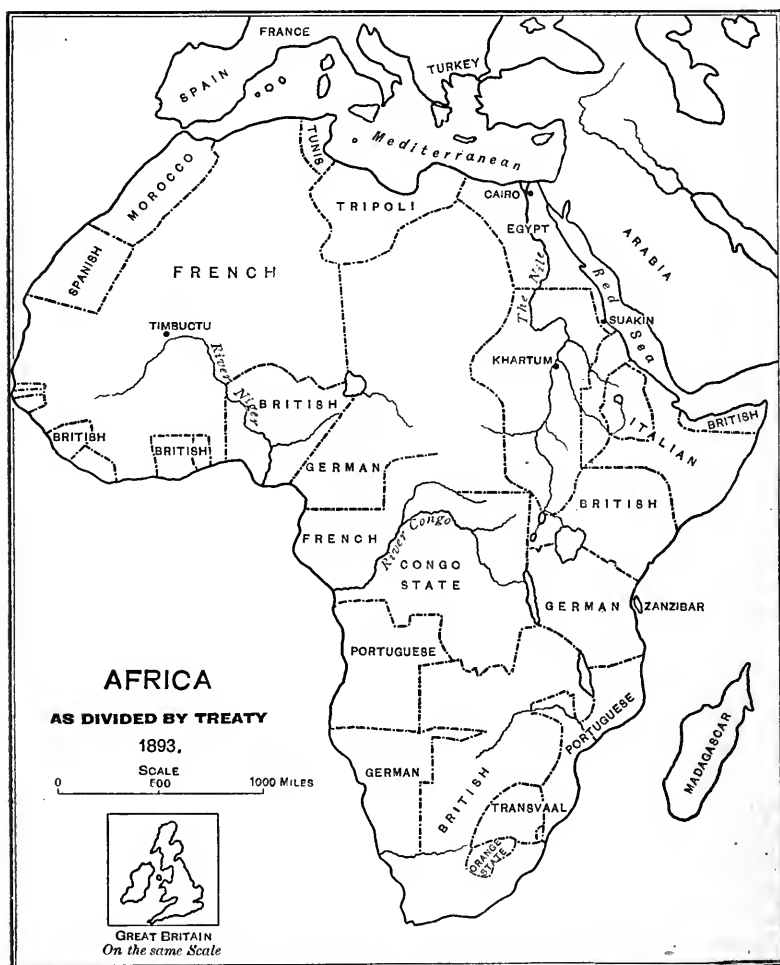 FRANCE
SPAIN
TURKEY
Mediterranean
TUNIS
MOROCCO
TRIPOLI
CAIRO
EGYPT
ARABIA
SPANISH
FRENCH
The Nile
Red Sea
SUAKIN
TIMBUCTU
KHARTUM
River Niger
BRITISH
ITALIAN
BRITISH
BRITISH
BRITISH
GERMAN
BRITISH
FRENCH
River Congo
CONGO
STATE
GERMAN
ZANZIBAR
PORTUGUESE
AFRICA
AS DIVIDED BY TREATY
1893.
SCALE
0 500 1000 MILES
PORTUGUESE
MADAGASCAR
GERMAN
BRITISH
TRANSVAAL
ORANGE
STATE
GREAT BRITAIN
On the same Scale